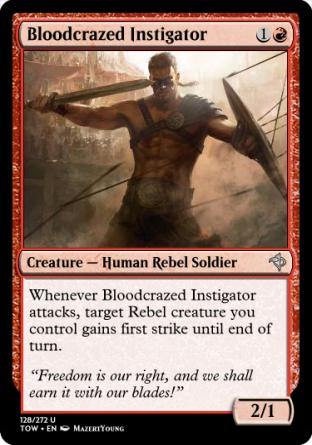 Bloodcrazed Instigator 1
Creature — Human Rebel Soldier
Whenever Bloodcrazed Instigator
attacks, target Rebel creature you
control gains first strike until end of
turn.
“Freedom is our right, and we shall
earn it with our blades!”
2/1
128/272 U
TOW • EN MazertYoung